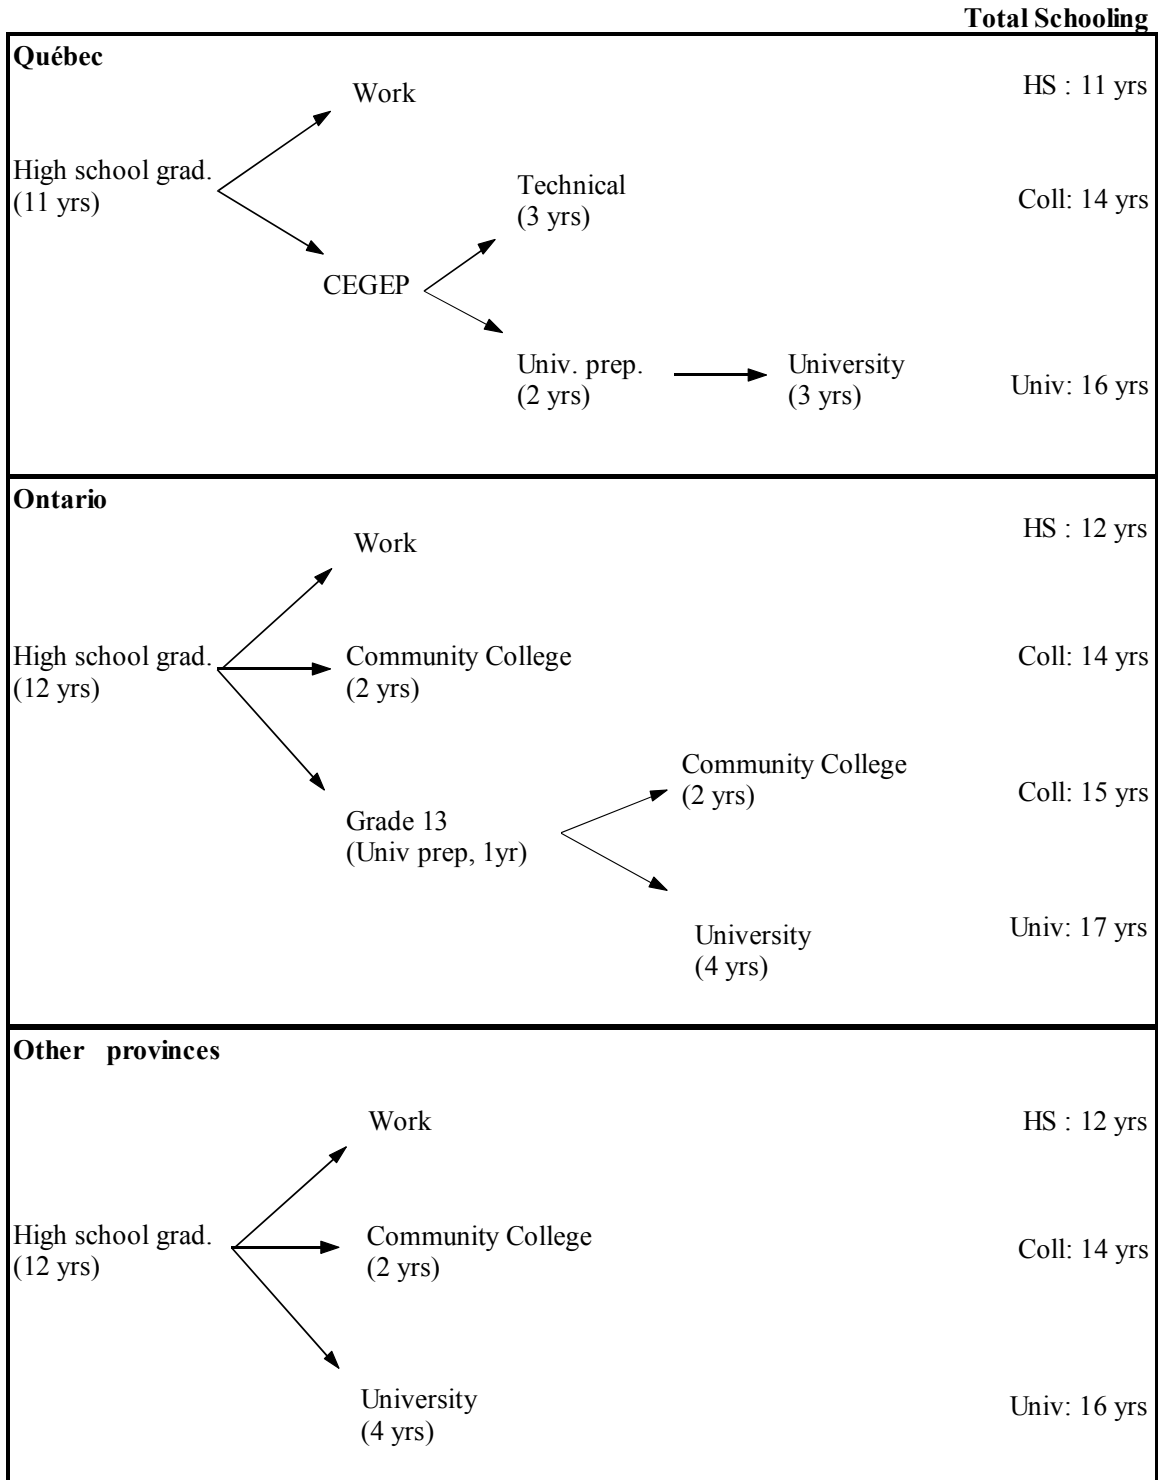 Total Schooling
Québec
Work
HS : 11 yrs
High school grad.
(11 yrs)
Technical
(3 yrs)
Coll: 14 yrs
CEGEP
Univ. prep.
(2 yrs)
University
(3 yrs)
Univ: 16 yrs
Ontario
Work
HS : 12 yrs
High school grad.
(12 yrs)
Community College
(2 yrs)
Coll: 14 yrs
Community College
(2 yrs)
Coll: 15 yrs
Grade 13
(Univ prep, 1yr)
University
(4 yrs)
Univ: 17 yrs
Other provinces
Work
HS : 12 yrs
High school grad.
(12 yrs)
Community College
(2 yrs)
Coll: 14 yrs
University
(4 yrs)
Univ: 16 yrs